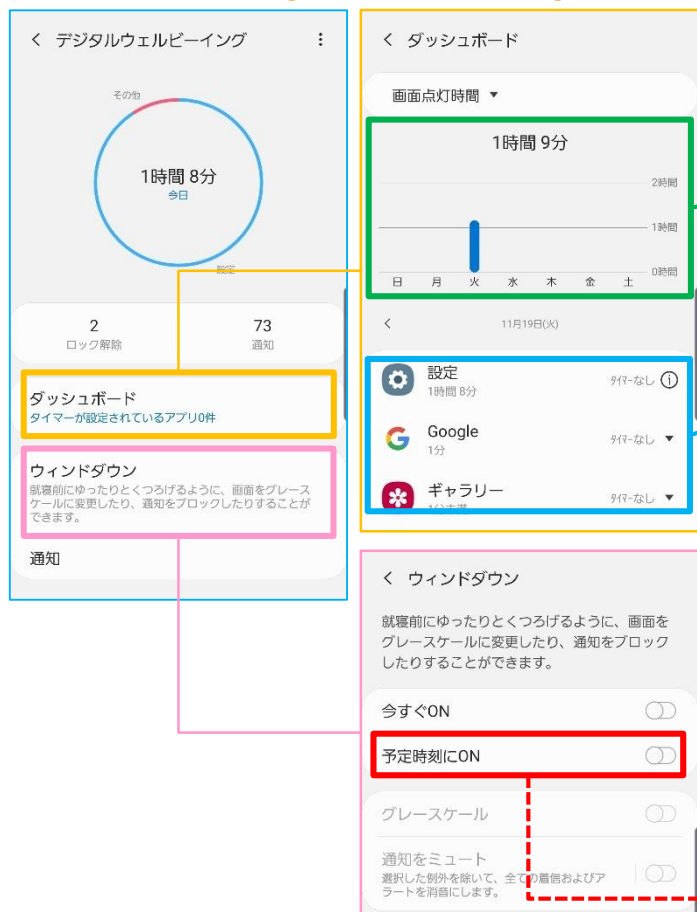 デジタルウェルビーイング
その他
1時間 8分
今日
設定
2
ロック解除
73
通知
ダッシュボード
タイマーが設定されているアプリ0件
ウィンドダウン
就寝前にゆったりとくつろげるように、画面をグレース
ケールに変更したり、通知をブロックしたりすることが
できます。
通知
ダッシュボード
画面点灯時間
1時間 9分
2時間
1時間
0時間
日 月 火 水 木 金 土
11月19日(火)
設定
1時間 8分
ﾀｲﾏｰなし
Google
1分
ﾀｲﾏｰなし
ギャラリー
1分未満
ﾀｲﾏｰなし
ウィンドダウン
就寝前にゆったりとくつろげるように、画面を
グレースケールに変更したり、通知をブロック
したりすることができます。
今すぐON
予定時刻にON
グレースケール
通知をミュート
選択した例外を除いて、全ての着信およびア
ラートを消音にします。